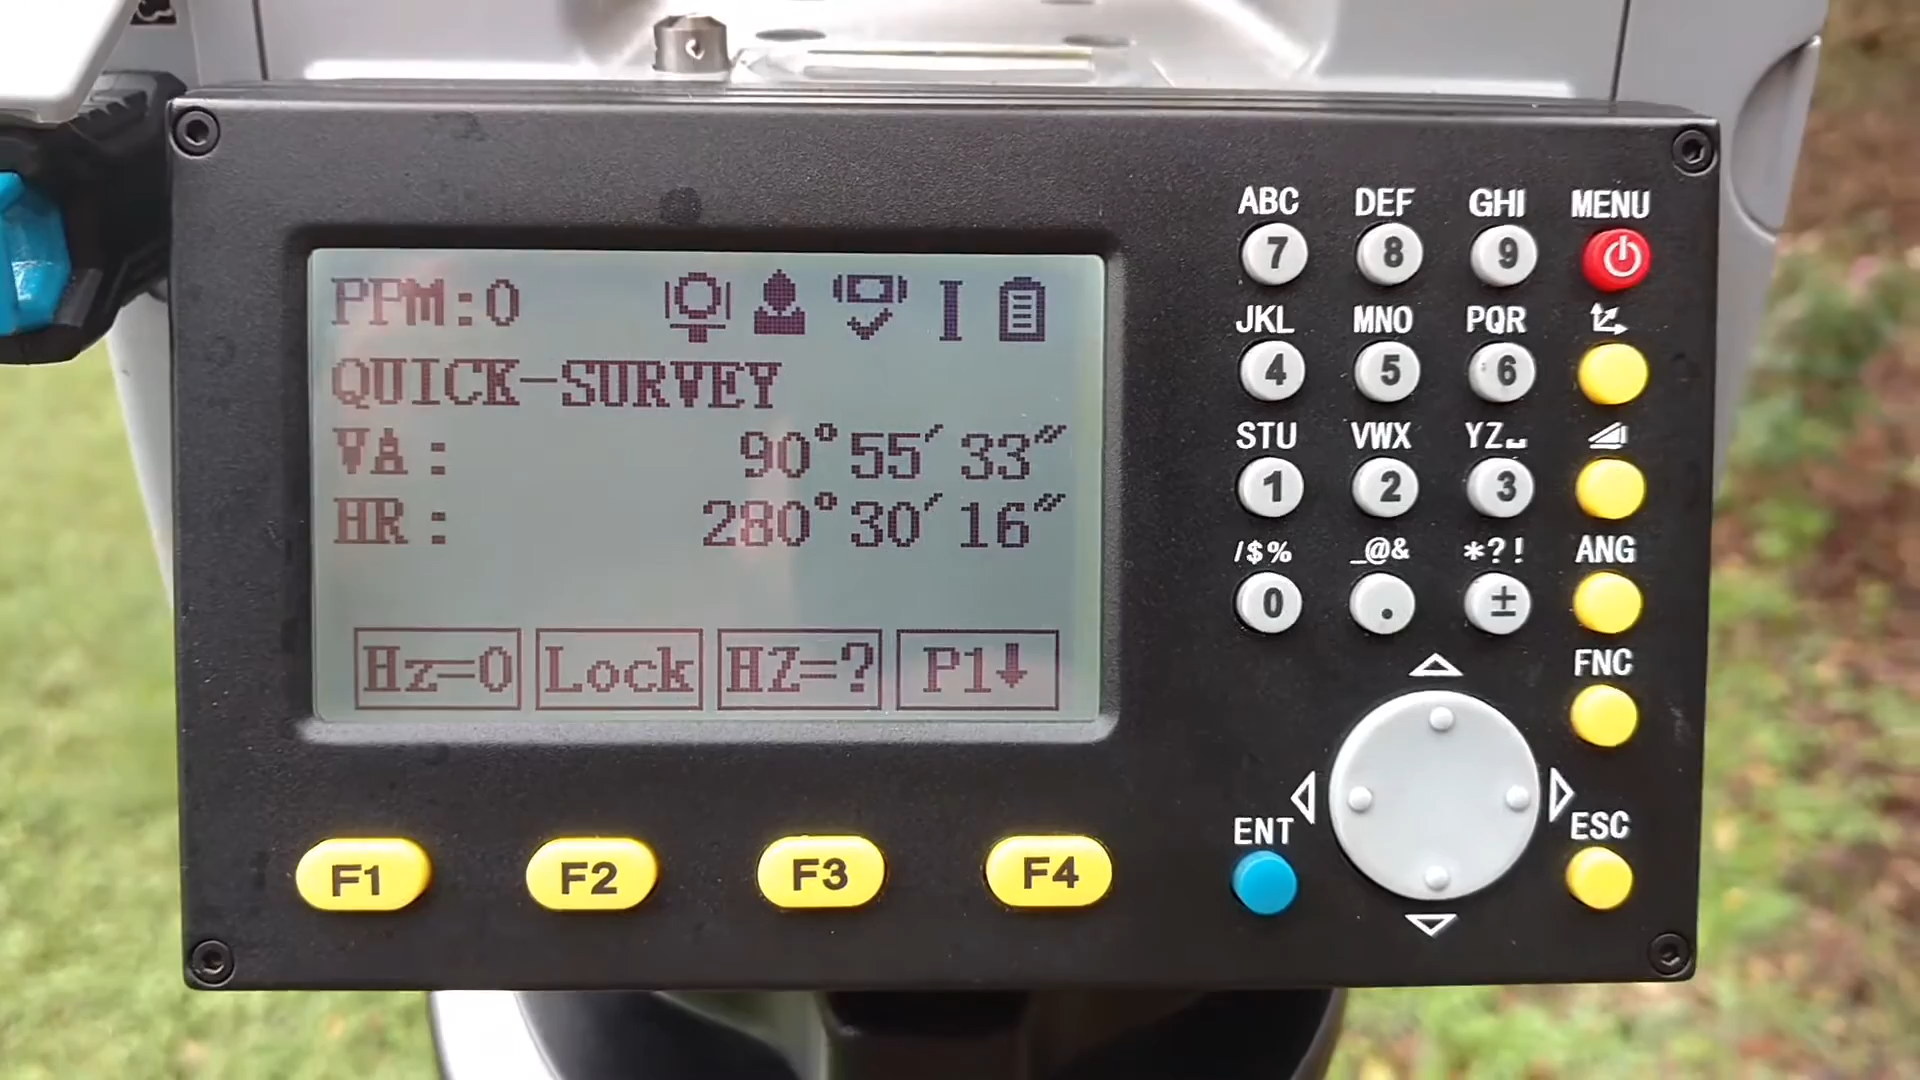 PPM:0
QUICK-SURVEY
VA: 90°55′33″
HR: 280°30′16″
Hz=0 Lock HZ=? P1↓
F1 F2 F3 F4
ABC DEF GHI MENU
7 8 9
JKL MNO PQR
4 5 6
STU VWX YZ␣
1 2 3
/$% _@& *?! ANG
0 . ±
FNC
ENT ESC